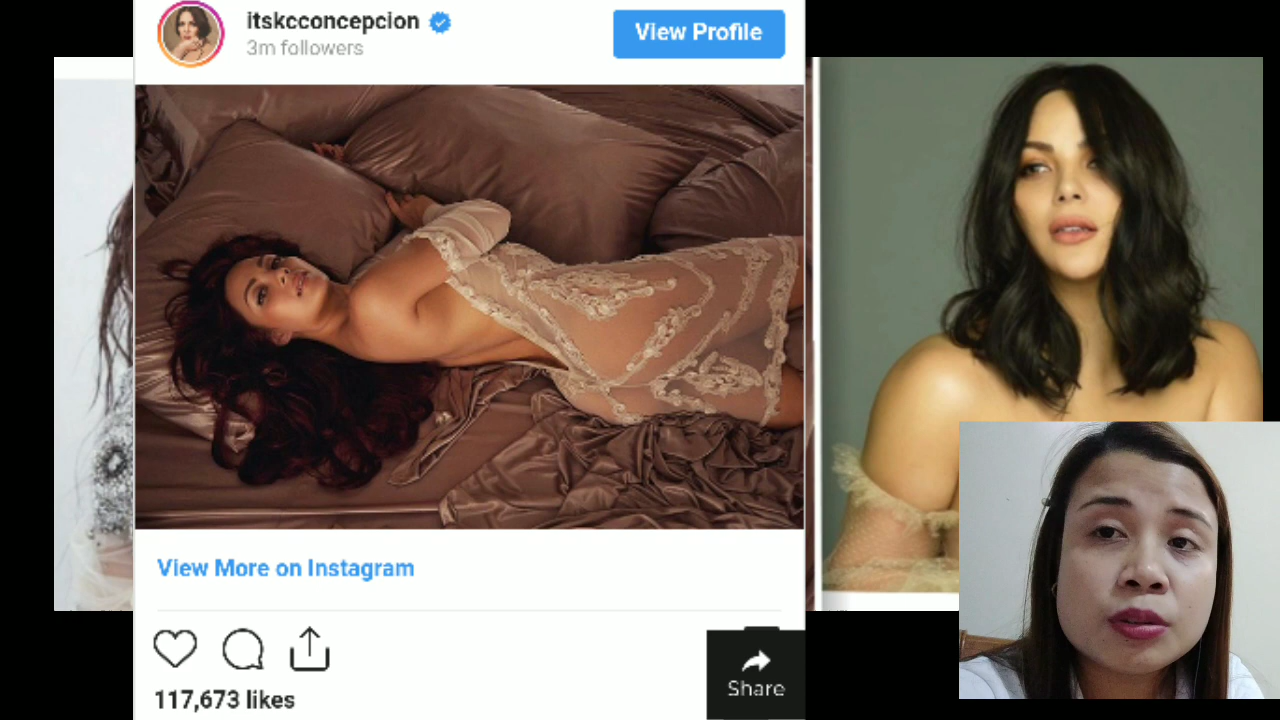 itskcconcepcion
3m followers
View Profile
View More on Instagram
117,673 likes
Share